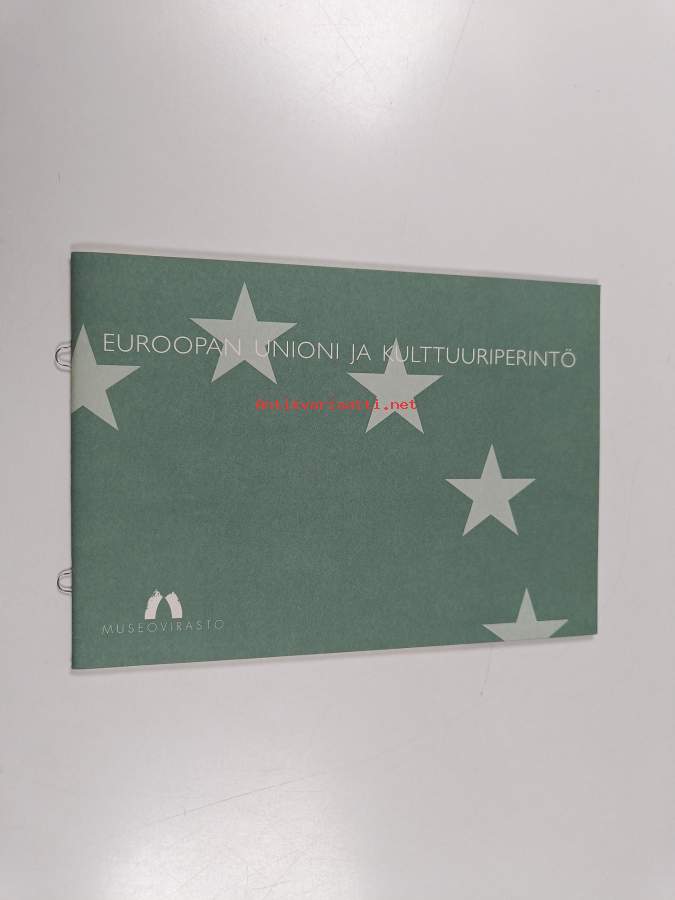 EUROOPAN UNIONI JA KULTTUURIPERINTÖ
Antikvariaatti.net
MUSEOVIRASTO